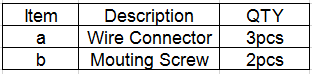 Item Description QTY
a Wire Connector 3pcs
b Mouting Screw 2pcs